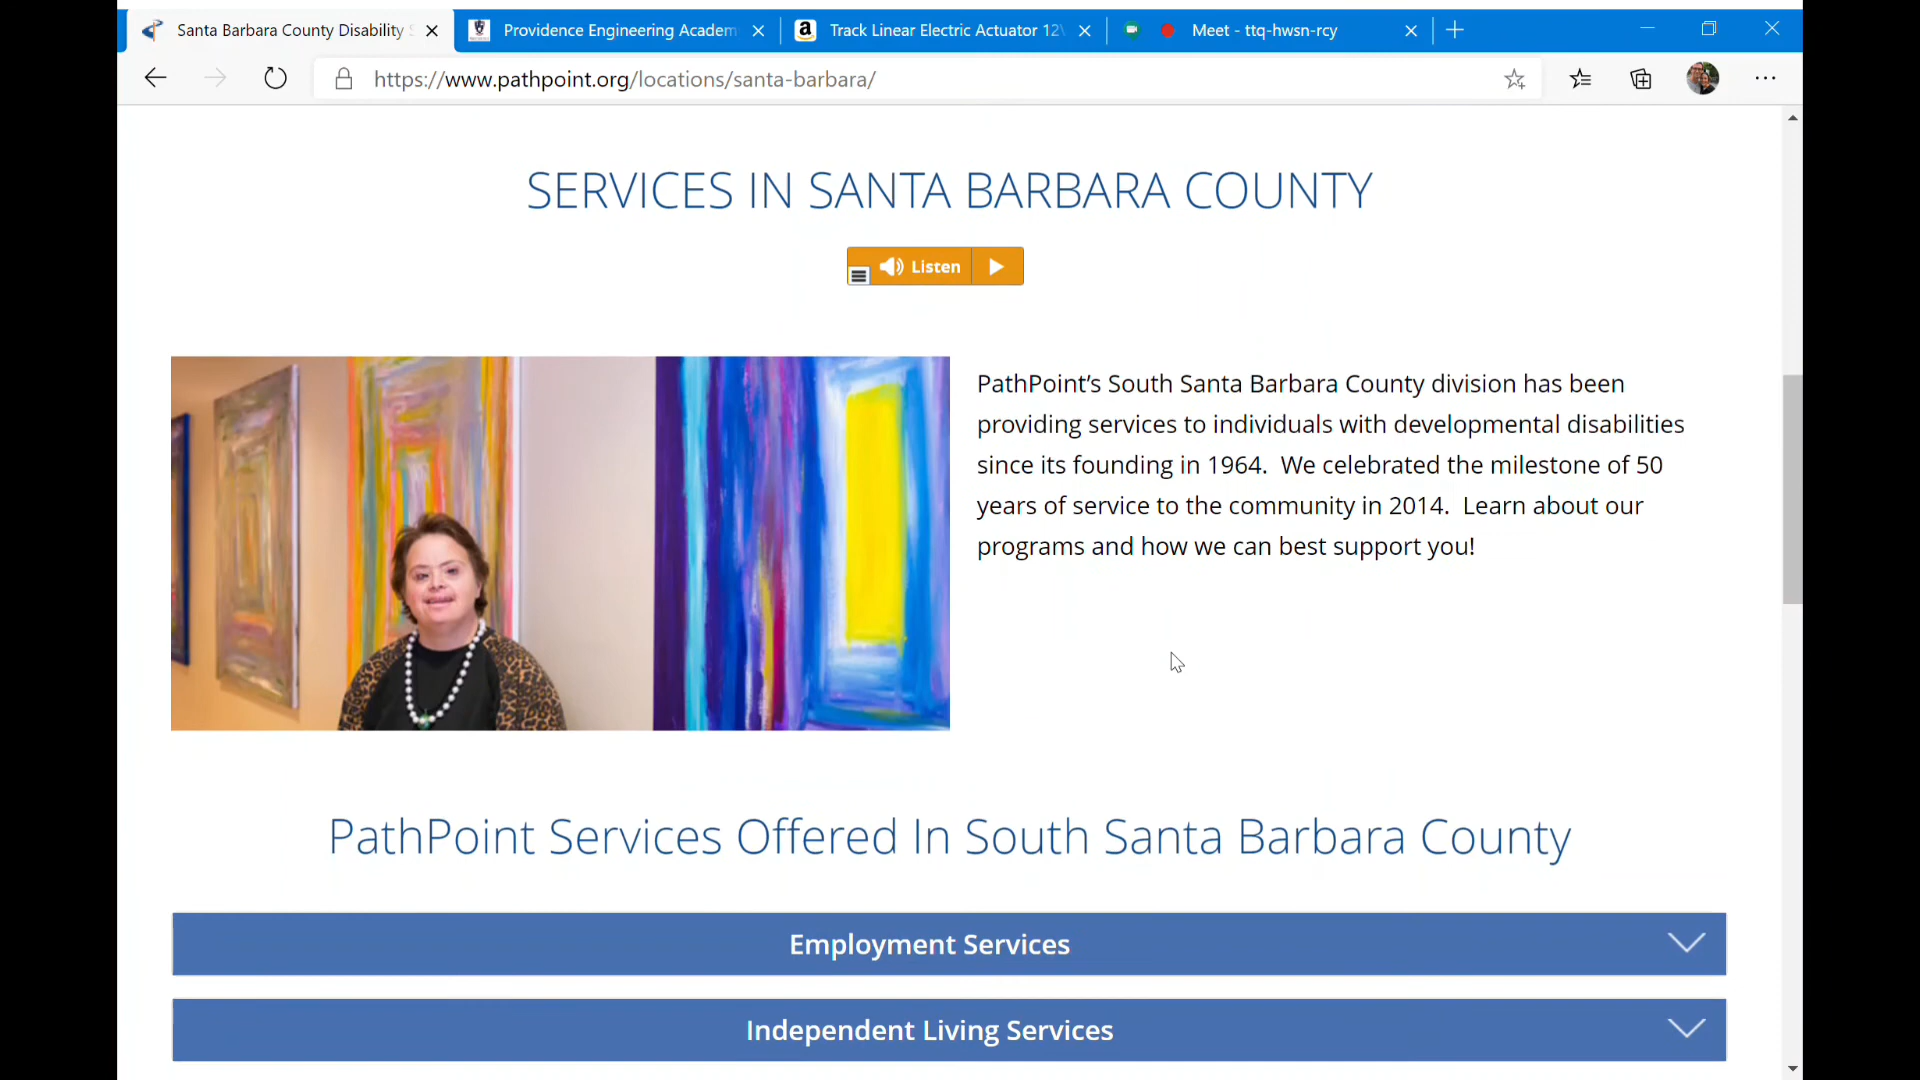 Santa Barbara County Disability S
Providence Engineering Academ
Track Linear Electric Actuator 12V
Meet - ttq-hwsn-rcy
https://www.pathpoint.org/locations/santa-barbara/
SERVICES IN SANTA BARBARA COUNTY
Listen
PathPoint’s South Santa Barbara County division has been
providing services to individuals with developmental disabilities
since its founding in 1964. We celebrated the milestone of 50
years of service to the community in 2014. Learn about our
programs and how we can best support you!
PathPoint Services Offered In South Santa Barbara County
Employment Services
Independent Living Services